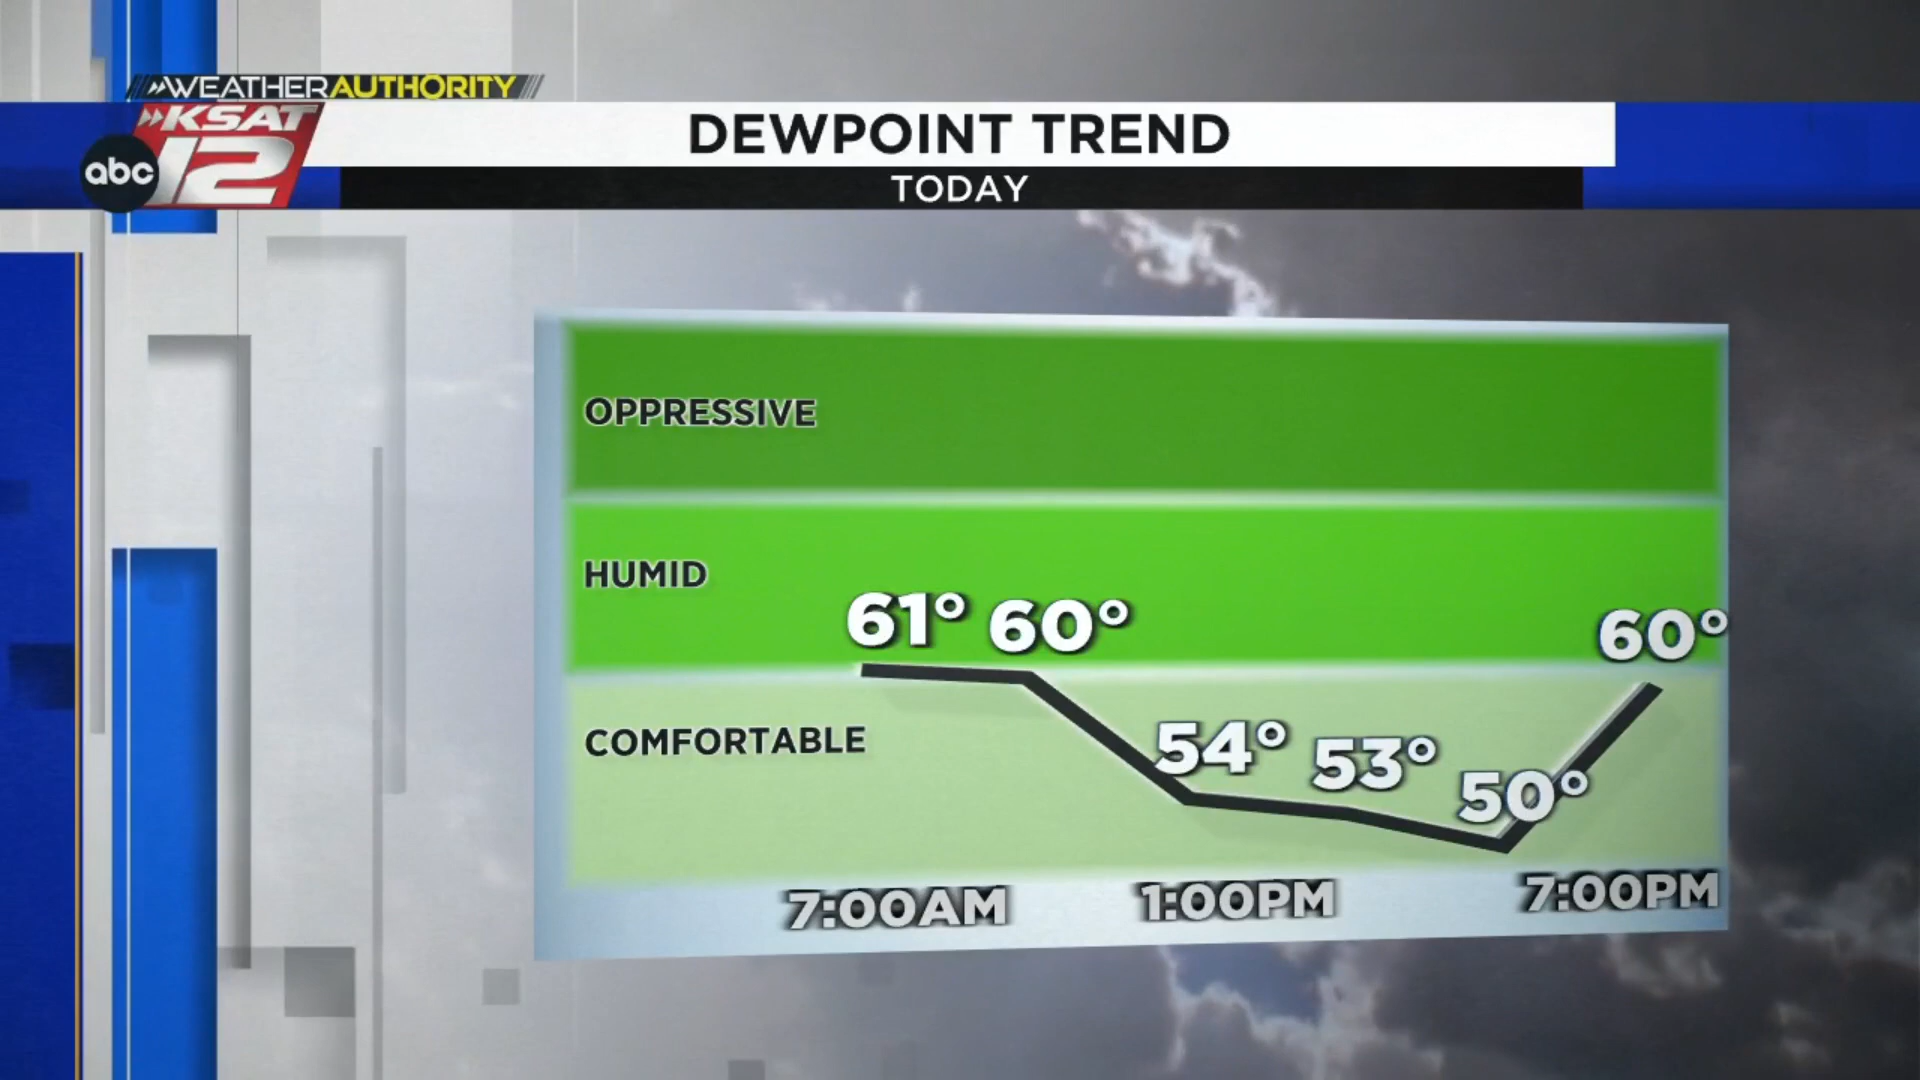 WEATHERAUTHORITY
KSAT
abc
12
DEWPOINT TREND
TODAY
OPPRESSIVE
HUMID
61° 60°
60°
COMFORTABLE
54° 53°
50°
7:00AM
1:00PM
7:00PM